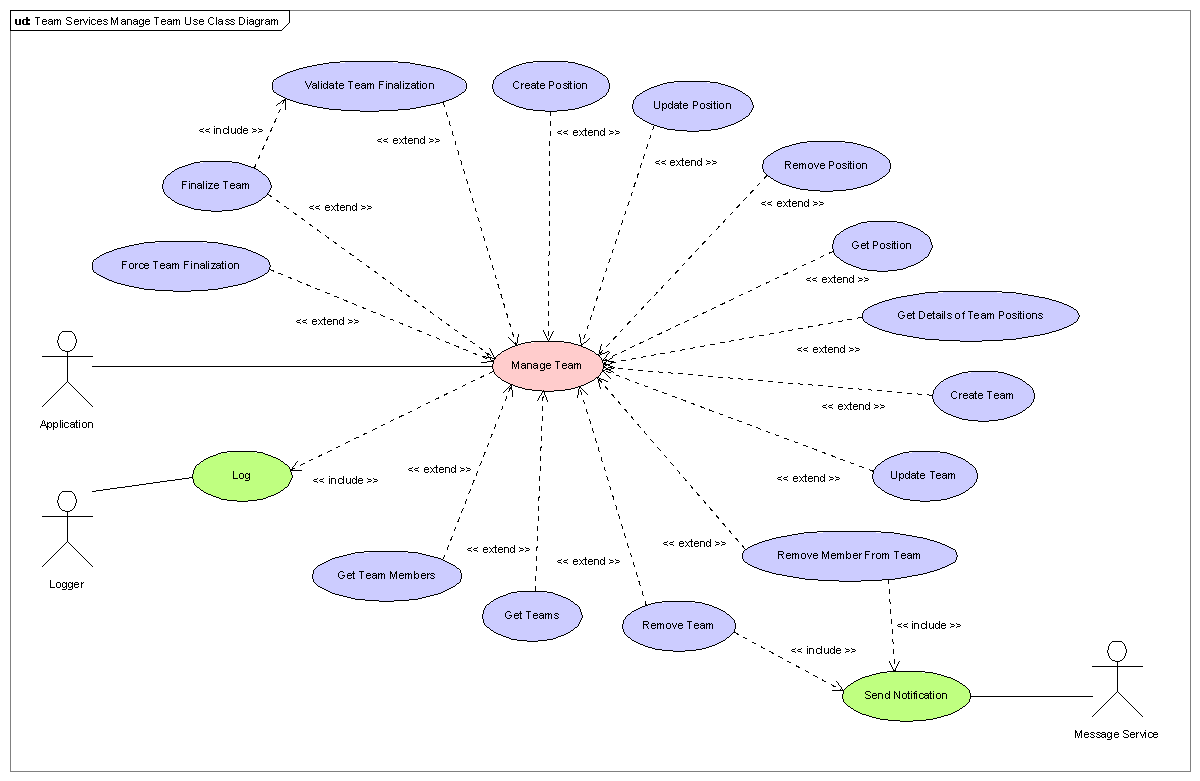 ud: Team Services Manage Team Use Class Diagram
Validate Team Finalization
Create Position
Update Position
<< include >>
<< extend >>
<< extend >>
<< extend >>
Remove Position
Finalize Team
<< extend >>
<< extend >>
Get Position
Force Team Finalization
<< extend >>
Get Details of Team Positions
<< extend >>
<< extend >>
Manage Team
Create Team
<< extend >>
Application
Log
<< include >>
<< extend >>
Update Team
<< extend >>
Logger
<< extend >>
<< extend >>
<< extend >>
Remove Member From Team
Get Team Members
Get Teams
Remove Team
<< include >>
<< include >>
Send Notification
Message Service